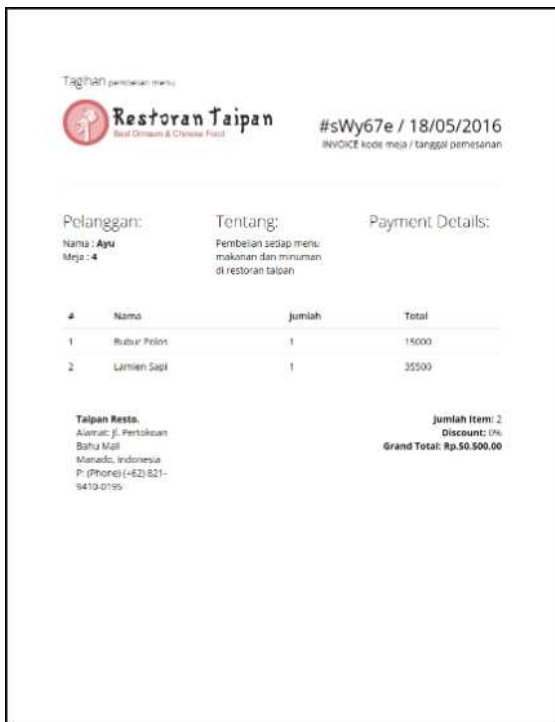 Tagihan pemesanan menu
Restoran Taipan
Best Dimsum & Chinese Food
#sWy67e / 18/05/2016
INVOICE kode meja / tanggal pemesanan
Pelanggan:
Nama : Ayu
Meja : 4
Tentang:
Pembelian setiap menu
makanan dan minuman
di restoran taipan
Payment Details:
# Nama Jumlah Total
1 Bubur Polos 1 15000
2 Lamien Sapi 1 35500
Taipan Resto.
Alamat: Jl. Pertokoan
Bahu Mall
Manado, Indonesia
P: (Phone) (+62) 821-
9410-0195
Jumlah Item: 2
Discount: 0%
Grand Total: Rp.50.500.00